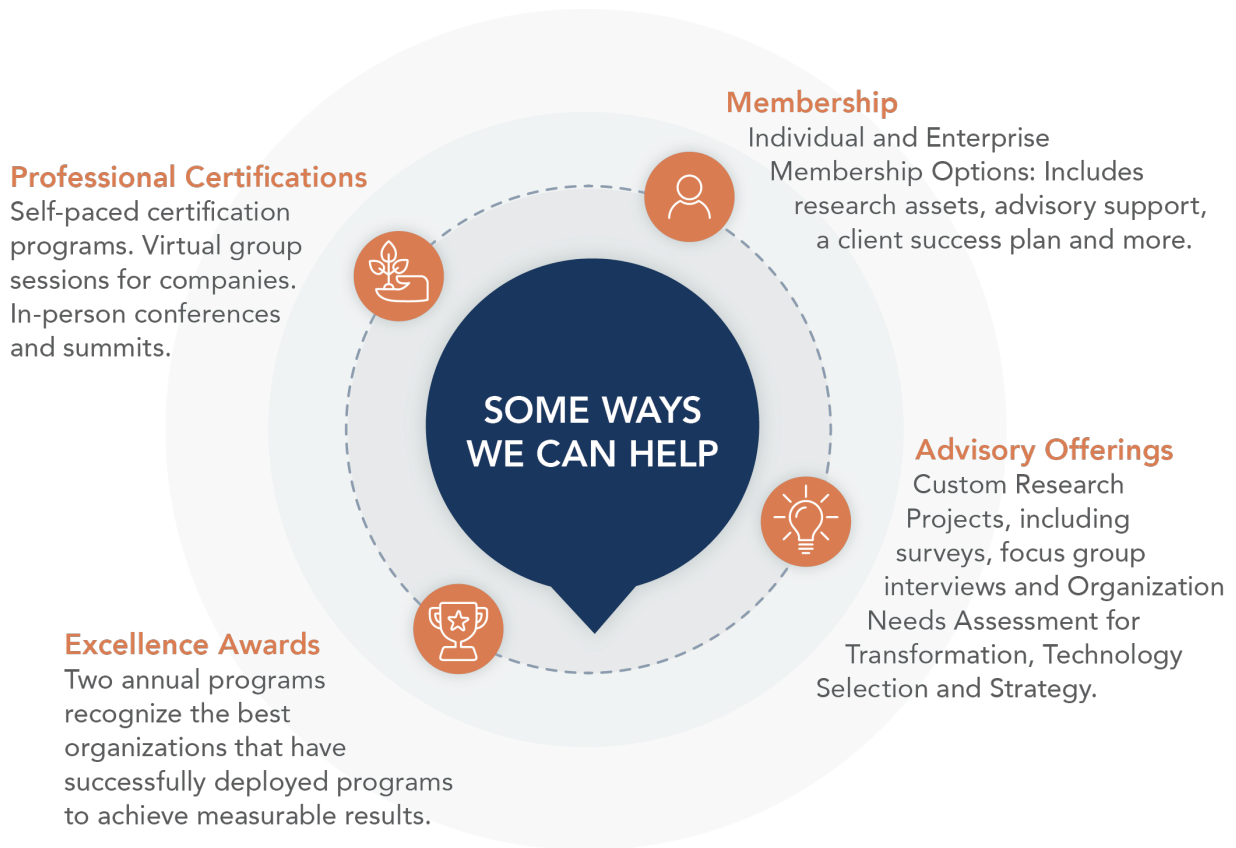 Membership
Individual and Enterprise
Membership Options: Includes
research assets, advisory support,
a client success plan and more.
Professional Certifications
Self-paced certification
programs. Virtual group
sessions for companies.
In-person conferences
and summits.
SOME WAYS
WE CAN HELP
Advisory Offerings
Custom Research
Projects, including
surveys, focus group
interviews and Organization
Needs Assessment for
Transformation, Technology
Selection and Strategy.
Excellence Awards
Two annual programs
recognize the best
organizations that have
successfully deployed programs
to achieve measurable results.